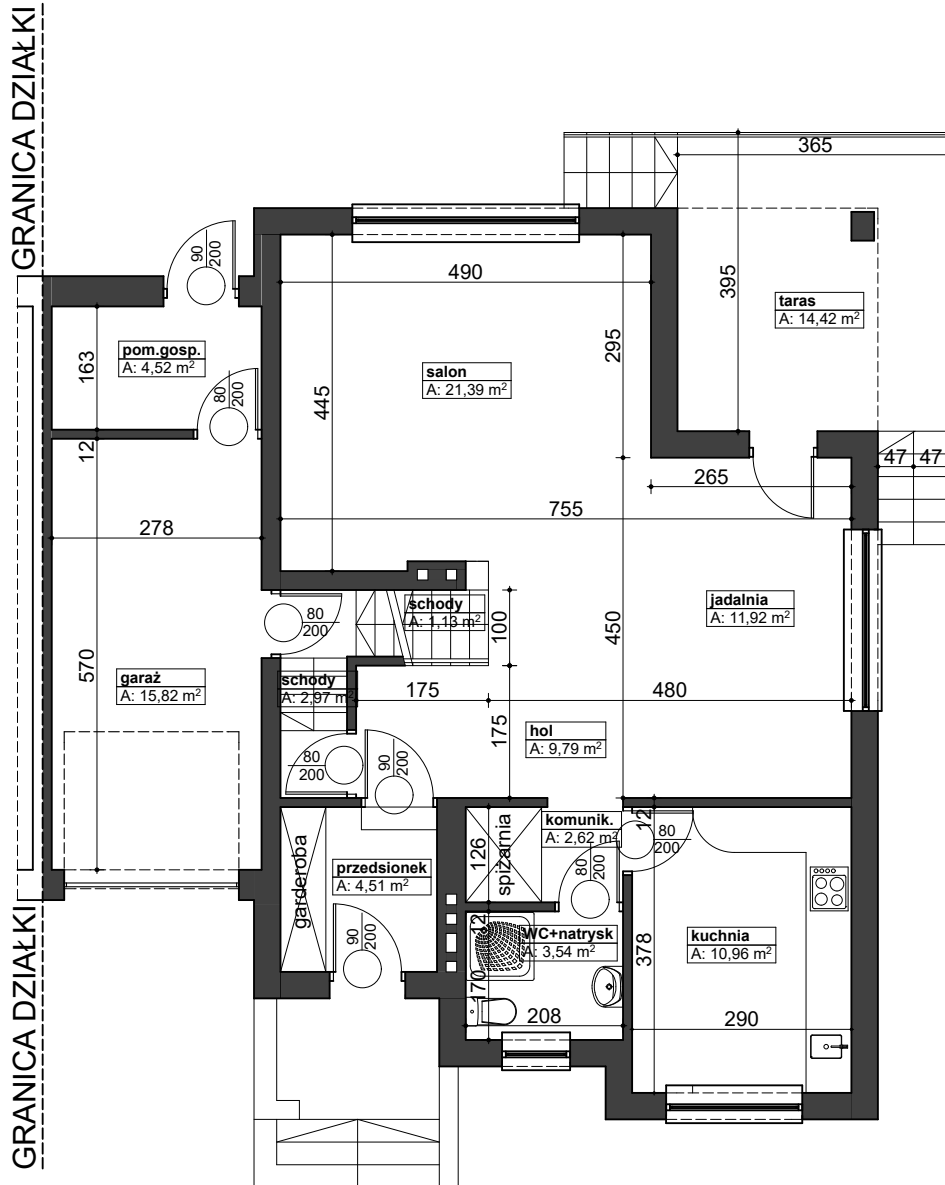 GRANICA DZIAŁKI
365
90
200
490
395
taras
A: 14,42 m²
295
pom.gosp.
A: 4,52 m²
163
salon
A: 21,39 m²
80
200
445
12
47
47
265
755
278
schody
A: 1,13 m²
100
450
jadalnia
A: 11,92 m²
80
200
570
garaż
A: 15,82 m²
schody
A: 2,97 m²
175
480
175
hol
A: 9,79 m²
80
200
90
200
komunik.
A: 2,62 m²
12
80
200
126
spiżarnia
80
200
garderoba
przedsionek
A: 4,51 m²
12
WC+natrysk
A: 3,54 m²
kuchnia
A: 10,96 m²
90
200
378
170
208
290
GRANICA DZIAŁKI